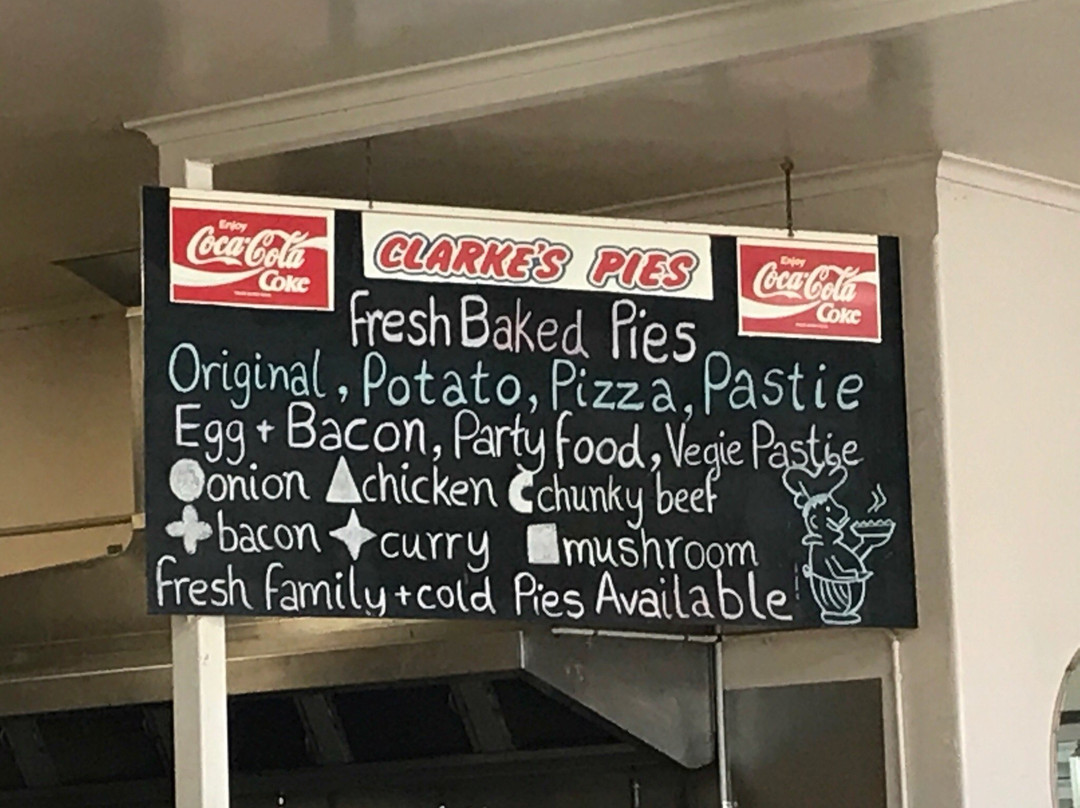 Enjoy
Coca-Cola
Coke
CLARKE'S PIES
Enjoy
Coca-Cola
Coke
Fresh Baked Pies
Original, Potato, Pizza, Pastie
Egg + Bacon, Party food, Vegie Pastie
onion chicken chunky beef
bacon curry mushroom
fresh family + cold Pies Available